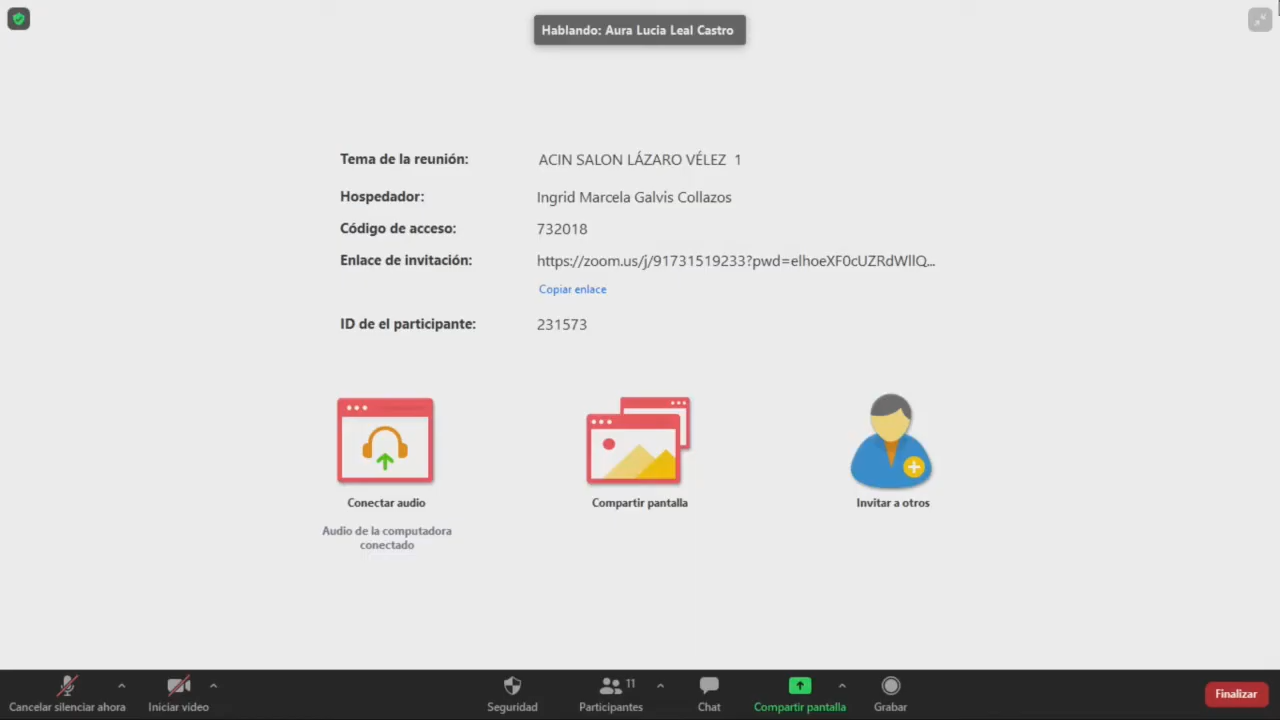 Hablando: Aura Lucia Leal Castro
Tema de la reunión: ACIN SALON LÁZARO VÉLEZ 1
Hospedador: Ingrid Marcela Galvis Collazos
Código de acceso: 732018
Enlace de invitación: https://zoom.us/j/91731519233?pwd=elhoeXF0cUZRdWllQ...
Copiar enlace
ID de el participante: 231573
Conectar audio Compartir pantalla Invitar a otros
Audio de la computadora
conectado
11
Cancelar silenciar ahora Iniciar vídeo Seguridad Participantes Chat Compartir pantalla Grabar Finalizar